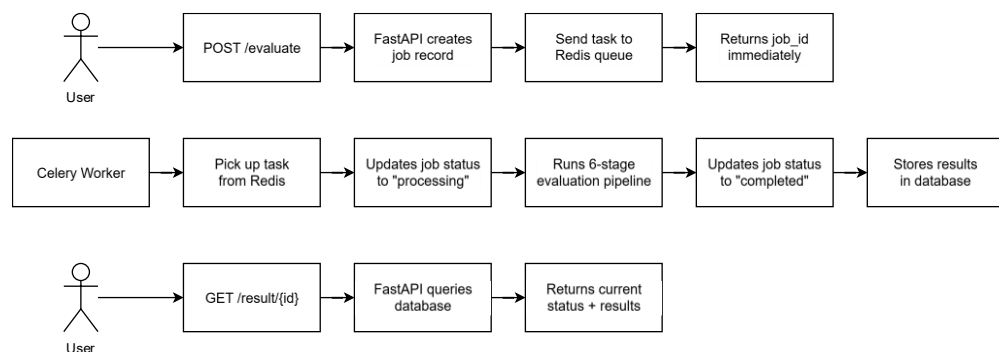 POST /evaluate
FastAPI creates
job record
Send task to
Redis queue
Returns job_id
immediately
User
Celery Worker
Pick up task
from Redis
Updates job status
to "processing"
Runs 6-stage
evaluation pipeline
Updates job status
to "completed"
Stores results
in database
GET /result/{id}
FastAPI queries
database
Returns current
status + results
User